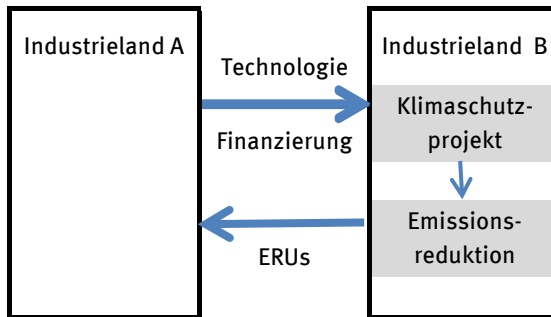 Industrieland A
Technologie
Finanzierung
ERUs
Industrieland B
Klimaschutz-
projekt
Emissions-
reduktion